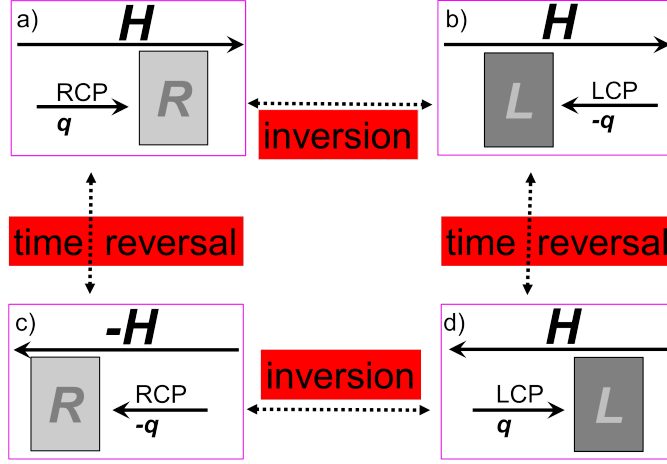 a)
H
RCP
q
R
b)
H
L
LCP
-q
inversion
time reversal
time reversal
c)
-H
R
RCP
-q
inversion
d)
H
LCP
q
L